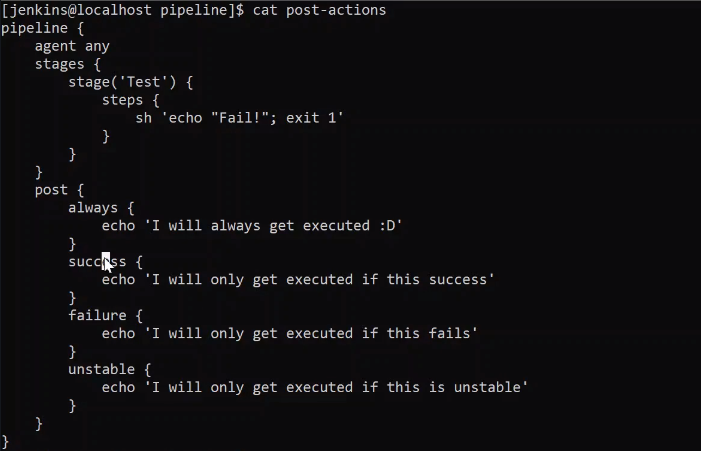 [jenkins@localhost pipeline]$ cat post-actions
pipeline {
    agent any
    stages {
        stage('Test') {
            steps {
                sh 'echo "Fail!"; exit 1'
            }
        }
    }
    post {
        always {
            echo 'I will always get executed :D'
        }
        success {
            echo 'I will only get executed if this success'
        }
        failure {
            echo 'I will only get executed if this fails'
        }
        unstable {
            echo 'I will only get executed if this is unstable'
        }
    }
}